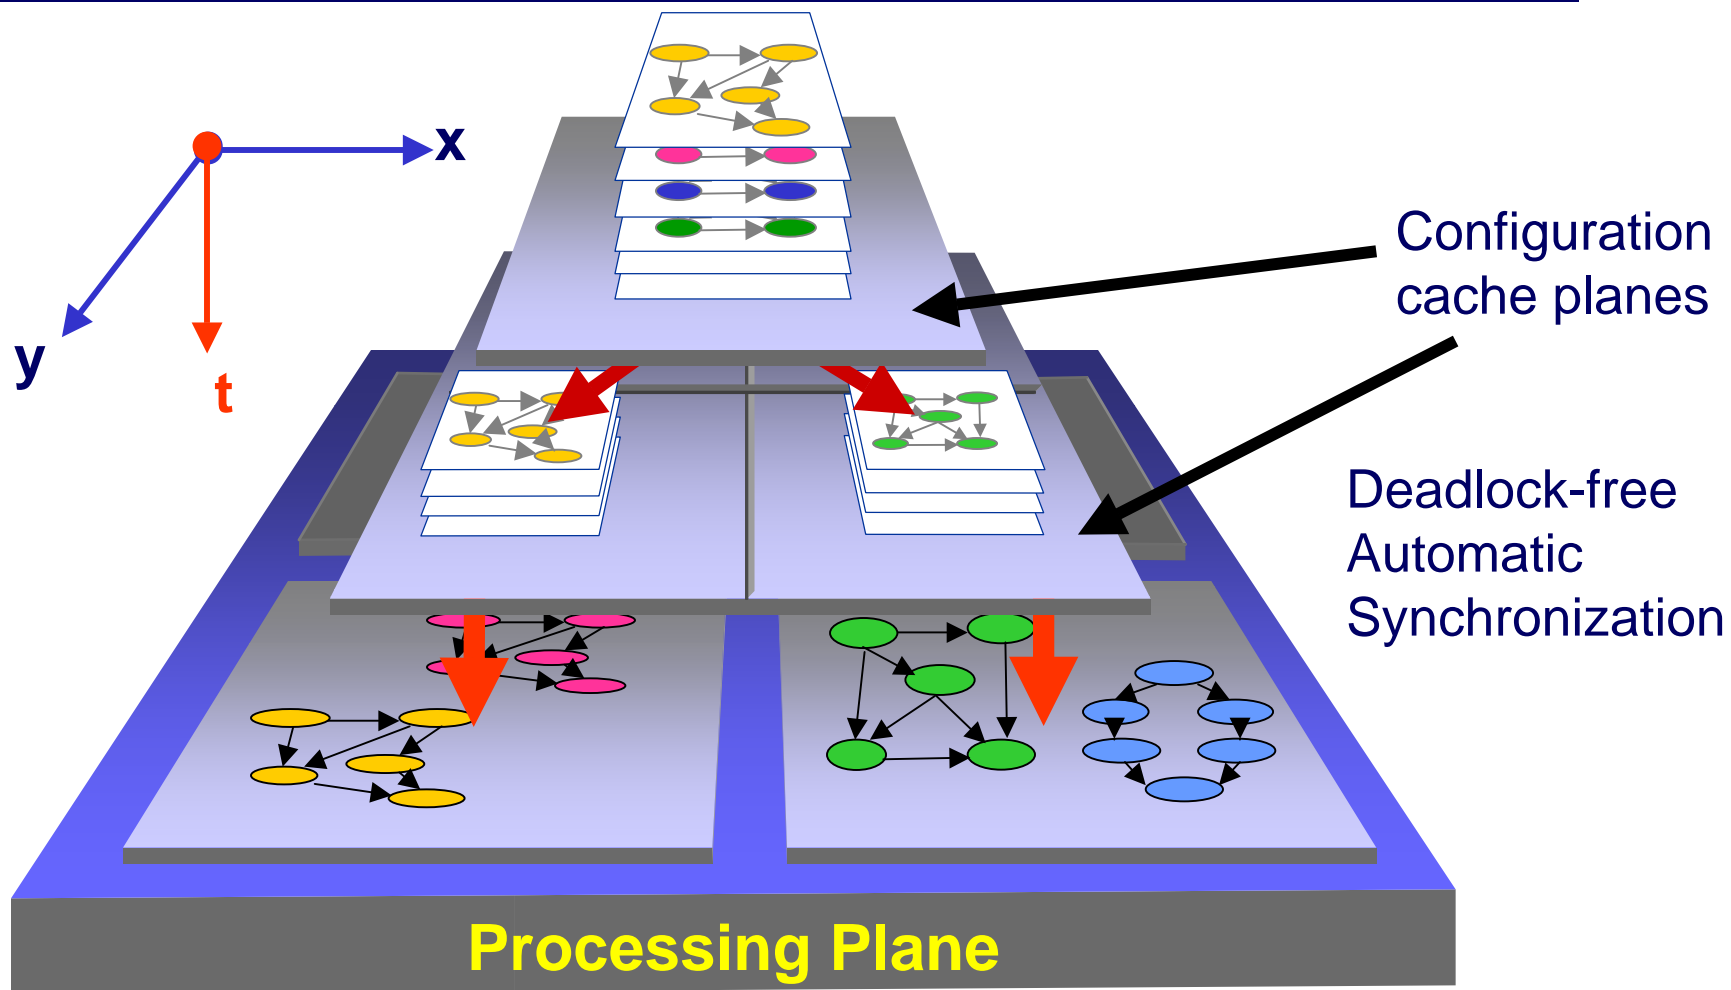 x
y
t
Configuration
cache planes
Deadlock-free
Automatic
Synchronization
Processing Plane